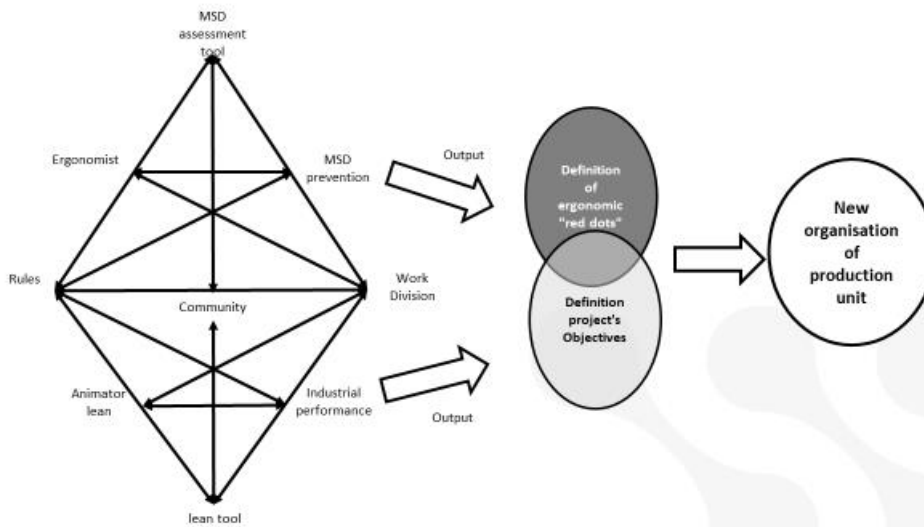 MSD
assessment
tool
Ergonomist
MSD
prevention
Output
Definition
of
ergonomic
"red dots"
New
organisation
of
production
unit
Rules
Community
Work
Division
Definition
project's
Objectives
Animator
lean
Industrial
performance
Output
lean tool